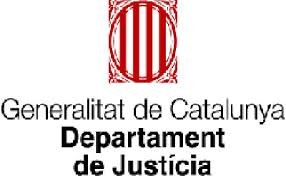 Generalitat de Catalunya
Departament
de Justícia